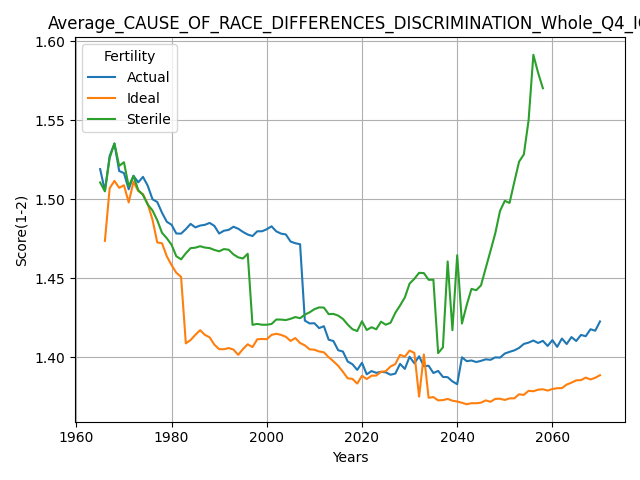 Average_CAUSE_OF_RACE_DIFFERENCES_DISCRIMINATION_Whole_Q4_
Fertility
Actual
Ideal
Sterile
1.60
1.55
1.50
1.45
1.40
Score(1-2)
1960
1980
2000
2020
2040
2060
Years